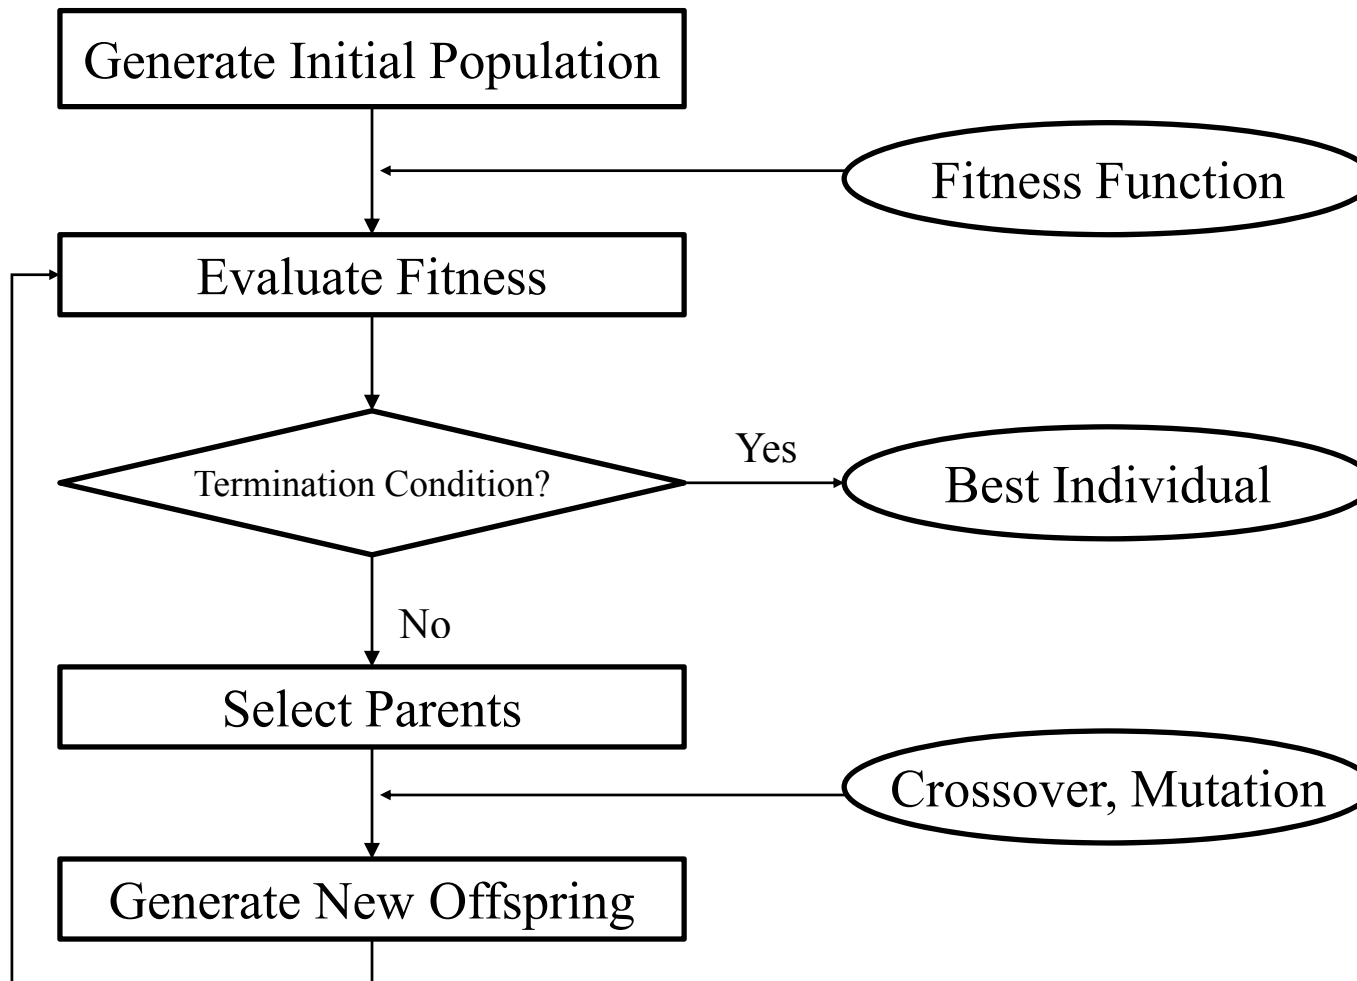 Generate Initial Population
Fitness Function
Evaluate Fitness
Yes
Termination Condition?
Best Individual
No
Select Parents
Crossover, Mutation
Generate New Offspring